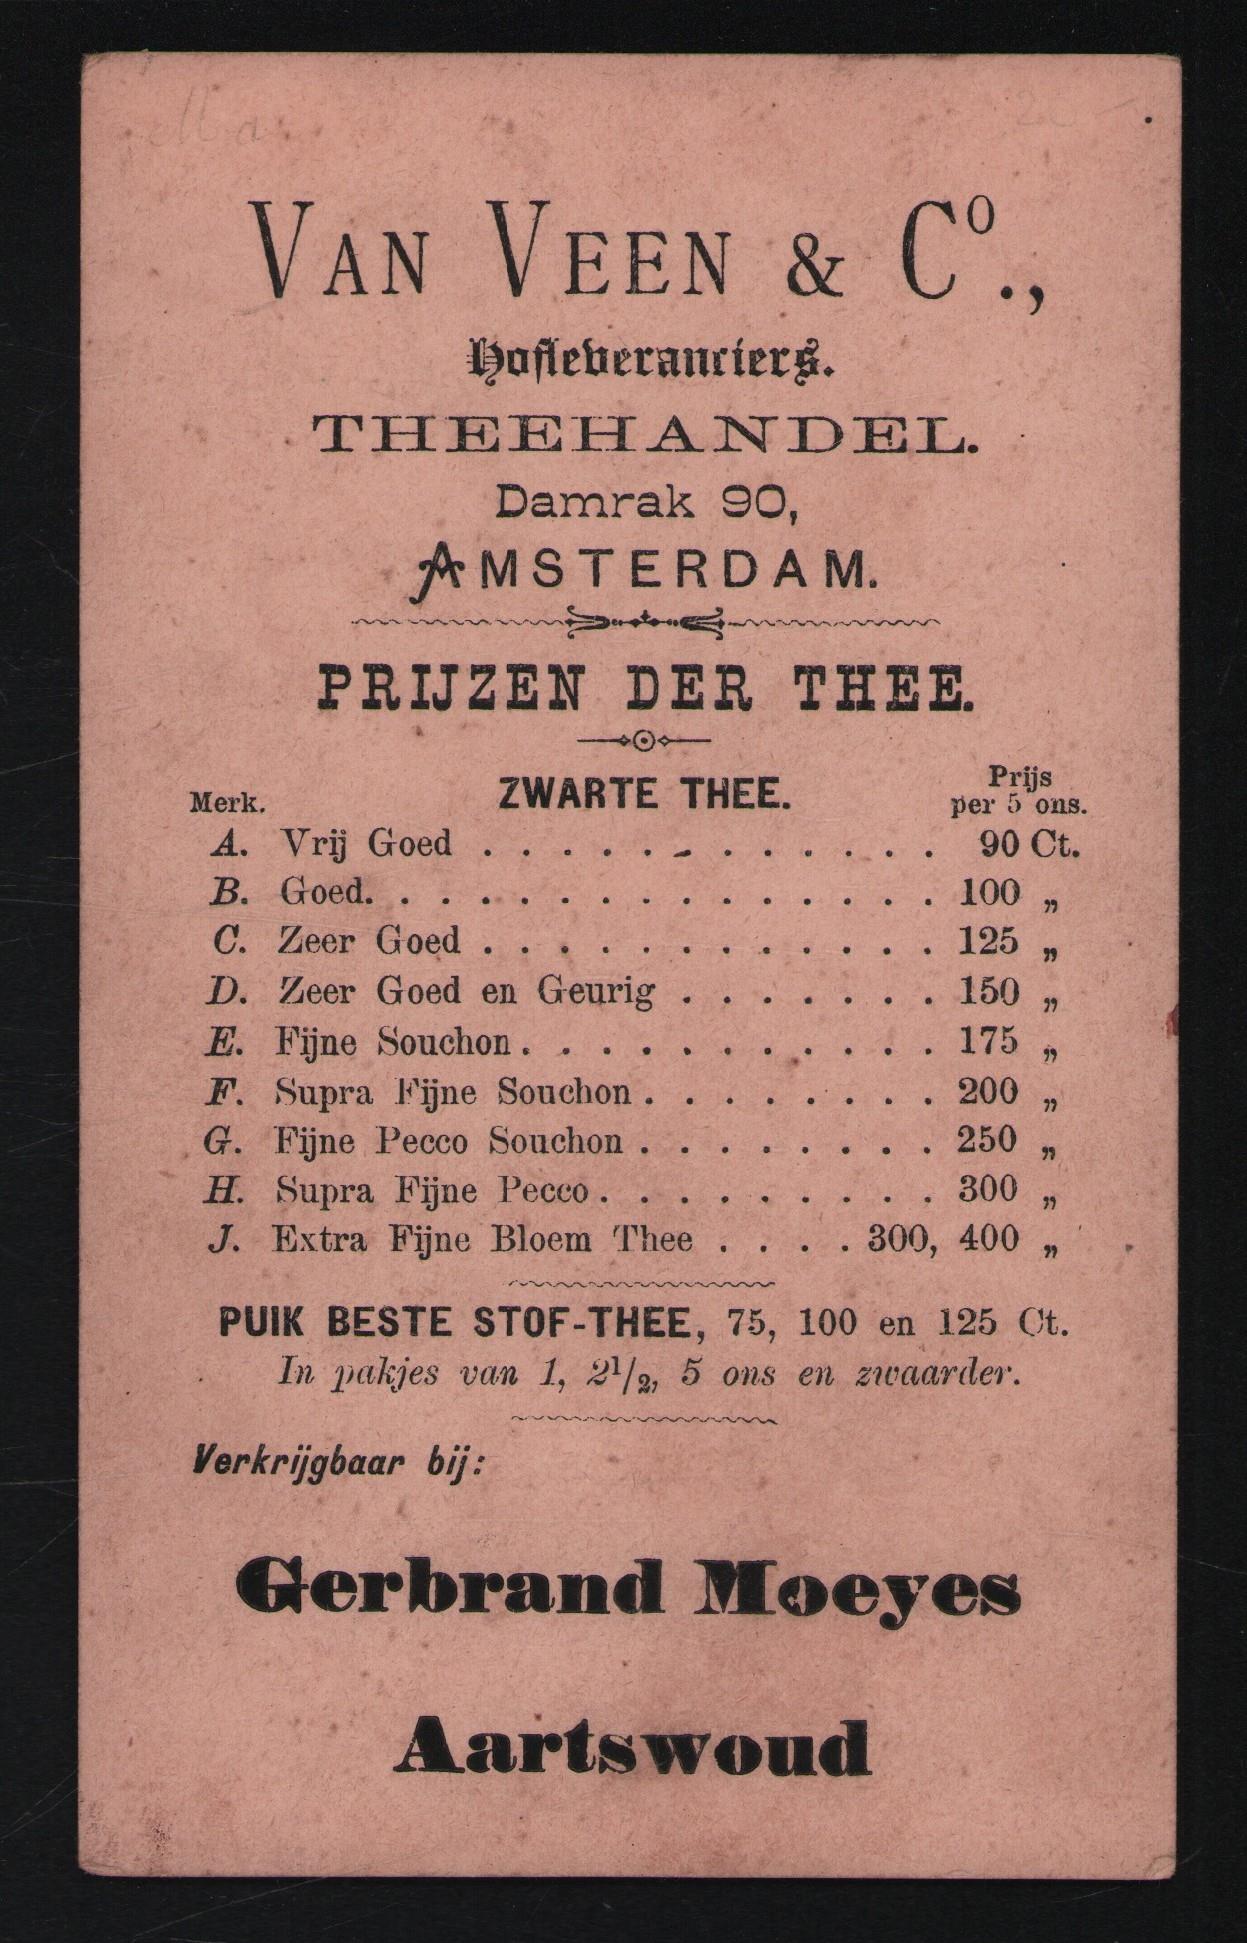 VAN VEEN & Cº.,
Hofleveranciers.
THEEHANDEL.
Damrak 90,
AMSTERDAM.
PRIJZEN DER THEE.
Merk. ZWARTE THEE. Prijs per 5 ons.
A. Vrij Goed . . . . . . . . . . . . 90 Ct.
B. Goed. . . . . . . . . . . . . . . 100 „
C. Zeer Goed . . . . . . . . . . . . 125 „
D. Zeer Goed en Geurig . . . . . . . 150 „
E. Fijne Souchon. . . . . . . . . . . 175 „
F. Supra Fijne Souchon . . . . . . . . 200 „
G. Fijne Pecco Souchon . . . . . . . . 250 „
H. Supra Fijne Pecco . . . . . . . . . 300 „
J. Extra Fijne Bloem Thee . . . . 300, 400 „
PUIK BESTE STOF-THEE, 75, 100 en 125 Ct.
In pakjes van 1, 2¹/₂, 5 ons en zwaarder.
Verkrijgbaar bij:
Gerbrand Moeyes
Aartswoud